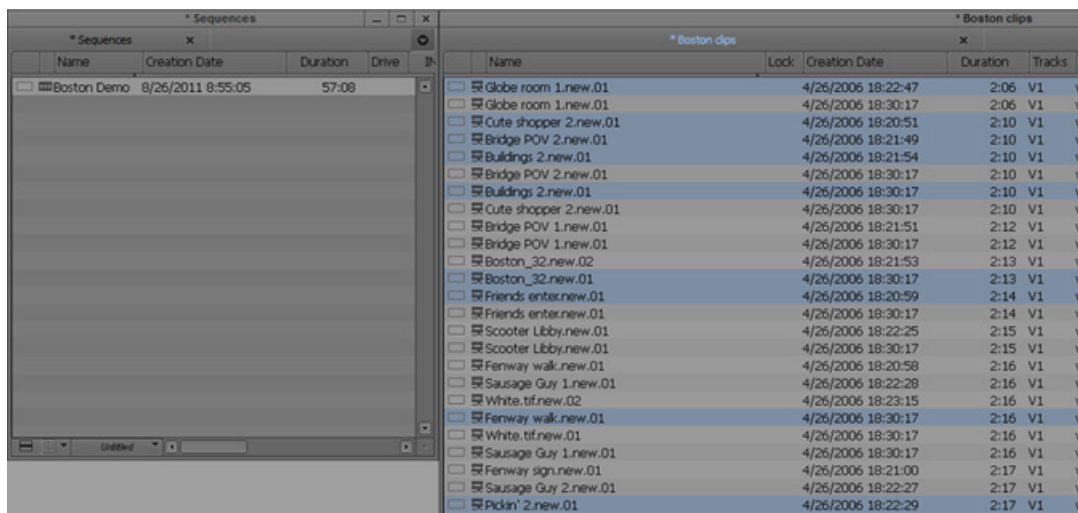 * Sequences
* Sequences ×
Name Creation Date Duration Drive IN
Boston Demo 8/26/2011 8:55:05 57:08
Untitled
* Boston clips
* Boston clips ×
Name Lock Creation Date Duration Tracks
Globe room 1.new.01 4/26/2006 18:22:47 2:06 V1
Globe room 1.new.01 4/26/2006 18:30:17 2:06 V1
Cute shopper 2.new.01 4/26/2006 18:20:51 2:10 V1
Bridge POV 2.new.01 4/26/2006 18:21:49 2:10 V1
Buildings 2.new.01 4/26/2006 18:21:54 2:10 V1
Bridge POV 2.new.01 4/26/2006 18:30:17 2:10 V1
Buildings 2.new.01 4/26/2006 18:30:17 2:10 V1
Cute shopper 2.new.01 4/26/2006 18:30:17 2:10 V1
Bridge POV 1.new.01 4/26/2006 18:21:51 2:12 V1
Bridge POV 1.new.01 4/26/2006 18:30:17 2:12 V1
Boston_32.new.02 4/26/2006 18:21:53 2:13 V1
Boston_32.new.01 4/26/2006 18:30:17 2:13 V1
Friends enter.new.01 4/26/2006 18:20:59 2:14 V1
Friends enter.new.01 4/26/2006 18:30:17 2:14 V1
Scooter Libby.new.01 4/26/2006 18:22:25 2:15 V1
Scooter Libby.new.01 4/26/2006 18:30:17 2:15 V1
Fenway walk.new.01 4/26/2006 18:20:58 2:16 V1
Sausage Guy 1.new.01 4/26/2006 18:22:28 2:16 V1
White.tif.new.02 4/26/2006 18:23:15 2:16 V1
Fenway walk.new.01 4/26/2006 18:30:17 2:16 V1
White.tif.new.01 4/26/2006 18:30:17 2:16 V1
Sausage Guy 1.new.01 4/26/2006 18:30:17 2:16 V1
Fenway sign.new.01 4/26/2006 18:21:00 2:17 V1
Sausage Guy 2.new.01 4/26/2006 18:22:27 2:17 V1
Pickin' 2.new.01 4/26/2006 18:22:29 2:17 V1